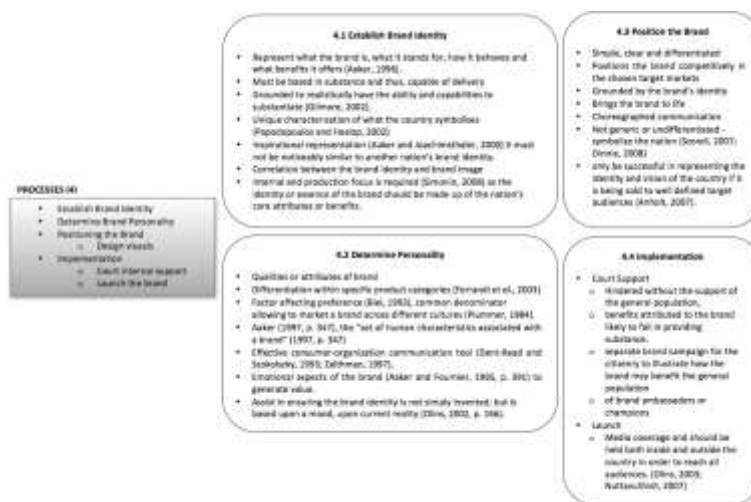 PROCESSES (4)
• Establish Brand Identity
• Determine Brand Personality
• Positioning the Brand
o Design visuals
• Implementation
o Court internal support
o Launch the brand
4.1 Establish Brand Identity
• Represent what the brand is, what it stands for, how it behaves and
what benefits it offers (Aaker, 1996).
• Must be based in substance and thus, capable of delivery
• Grounded to realistically have the ability and capabilities to
substantiate (Gilmore, 2002).
• Unique characterisation of what the country symbolises
(Papadopoulos and Heslop, 2002)
• Inspirational representation (Aaker and Joachimsthaler, 2000) it must
not be noticeably similar to another nation's brand identity.
• Correlation between the brand identity and brand image
• Internal and production focus is required (Simonin, 2008) as the
identity or essence of the brand should be made up of the nation's
core attributes or benefits.
4.2 Determine Personality
• Qualities or attributes of brand
• Differentiation within specific product categories
• Factor affecting preference (Biel, 1993), common denominator
allowing to market a brand across different cultures (Plummer, 1984).
• Aaker (1997, p. 347), the "set of human characteristics associated with
a brand" (1997, p. 347)
• Effective consumer-organization communication tool
• Emotional aspects of the brand (Aaker and Fournier, 1995, p. 391) to
generate value.
• Assist in ensuring the brand identity is not simply invented, but is
based upon a mood, upon current reality (Olins, 2002, p. 166).
4.3 Position the Brand
• Simple, clear and differentiated
• Positions the brand competitively in
the chosen target markets
• Grounded by the brand's identity
• Brings the brand to life
• Choreographed communication
• Not generic or undifferentiated -
symbolize the nation
• only be successful in representing the
identity and vision of the country if it
is being sold to well defined target
audiences (Anholt, 2007).
4.4 Implementation
• Court Support
o Hindered without the support of
the general population,
o benefits attributed to the brand
likely to fail in providing
substance.
o separate brand campaign for the
citizenry to illustrate how the
brand may benefit the general
population
o of brand ambassadors or
champions
• Launch
o Media coverage and should be
held both inside and outside the
country in order to reach all
audiences.